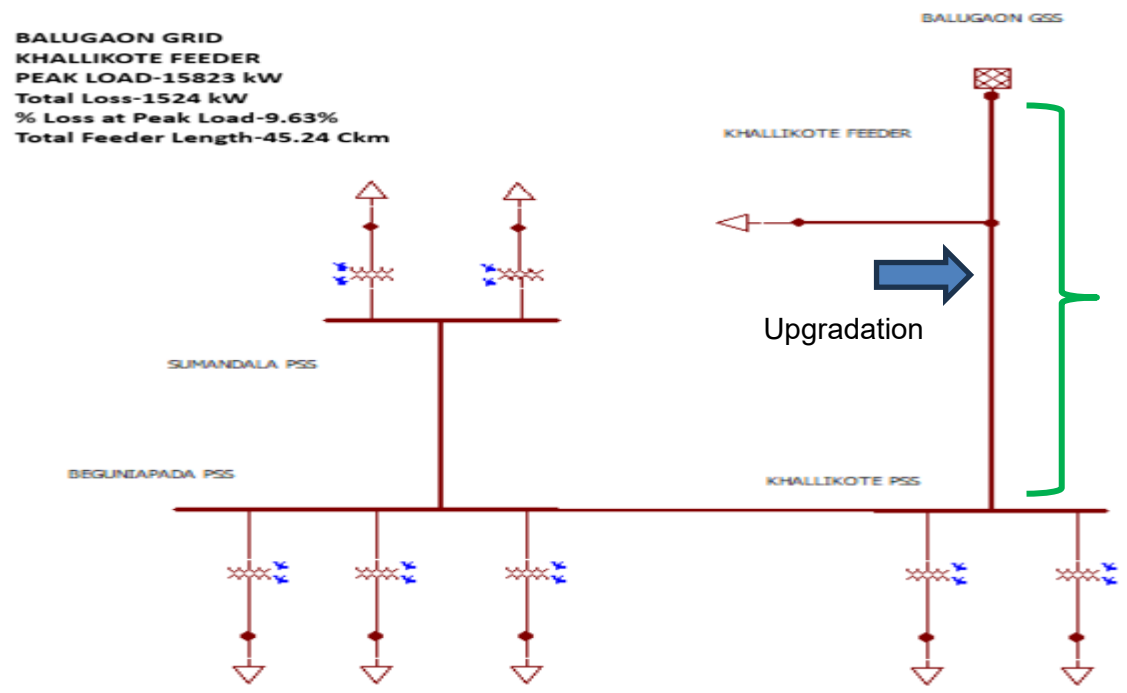 BALUGAON GSS
BALUGAON GRID
KHALLIKOTE FEEDER
PEAK LOAD-15823 kW
Total Loss-1524 kW
% Loss at Peak Load-9.63%
Total Feeder Length-45.24 Ckm
KHALLIKOTE FEEDER
Upgradation
SUMANDALA PSS
BEGUNIAPADA PSS
KHALLIKOTE PSS